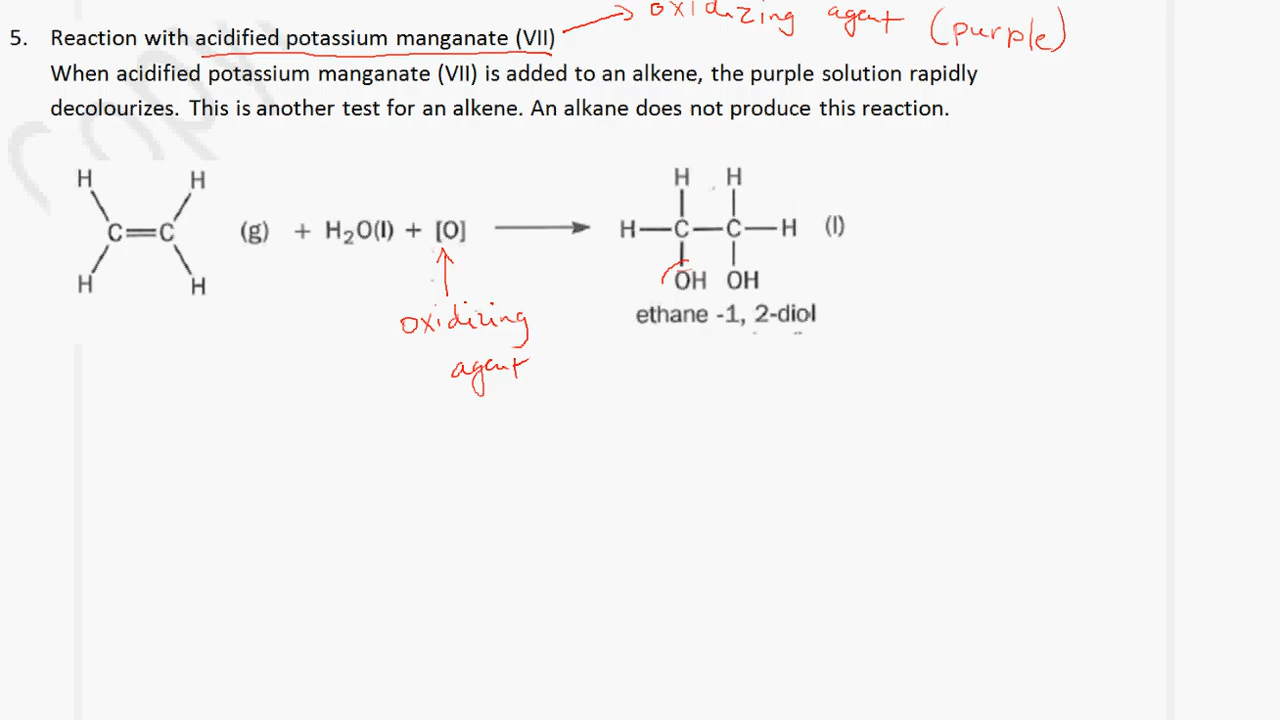 oxidizing agent (purple)
5. Reaction with acidified potassium manganate (VII)
When acidified potassium manganate (VII) is added to an alkene, the purple solution rapidly
decolourizes. This is another test for an alkene. An alkane does not produce this reaction.
H H H H
C=C (g) + H₂O(l) + [O] ⟶ H—C—C—H (l)
H H OH OH
oxidizing
agent
ethane -1, 2-diol